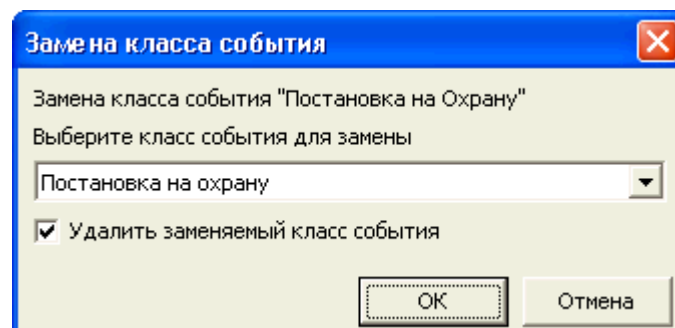 Замена класса события
Замена класса события "Постановка на Охрану"
Выберите класс события для замены
Постановка на охрану
Удалить заменяемый класс события
ОК
Отмена